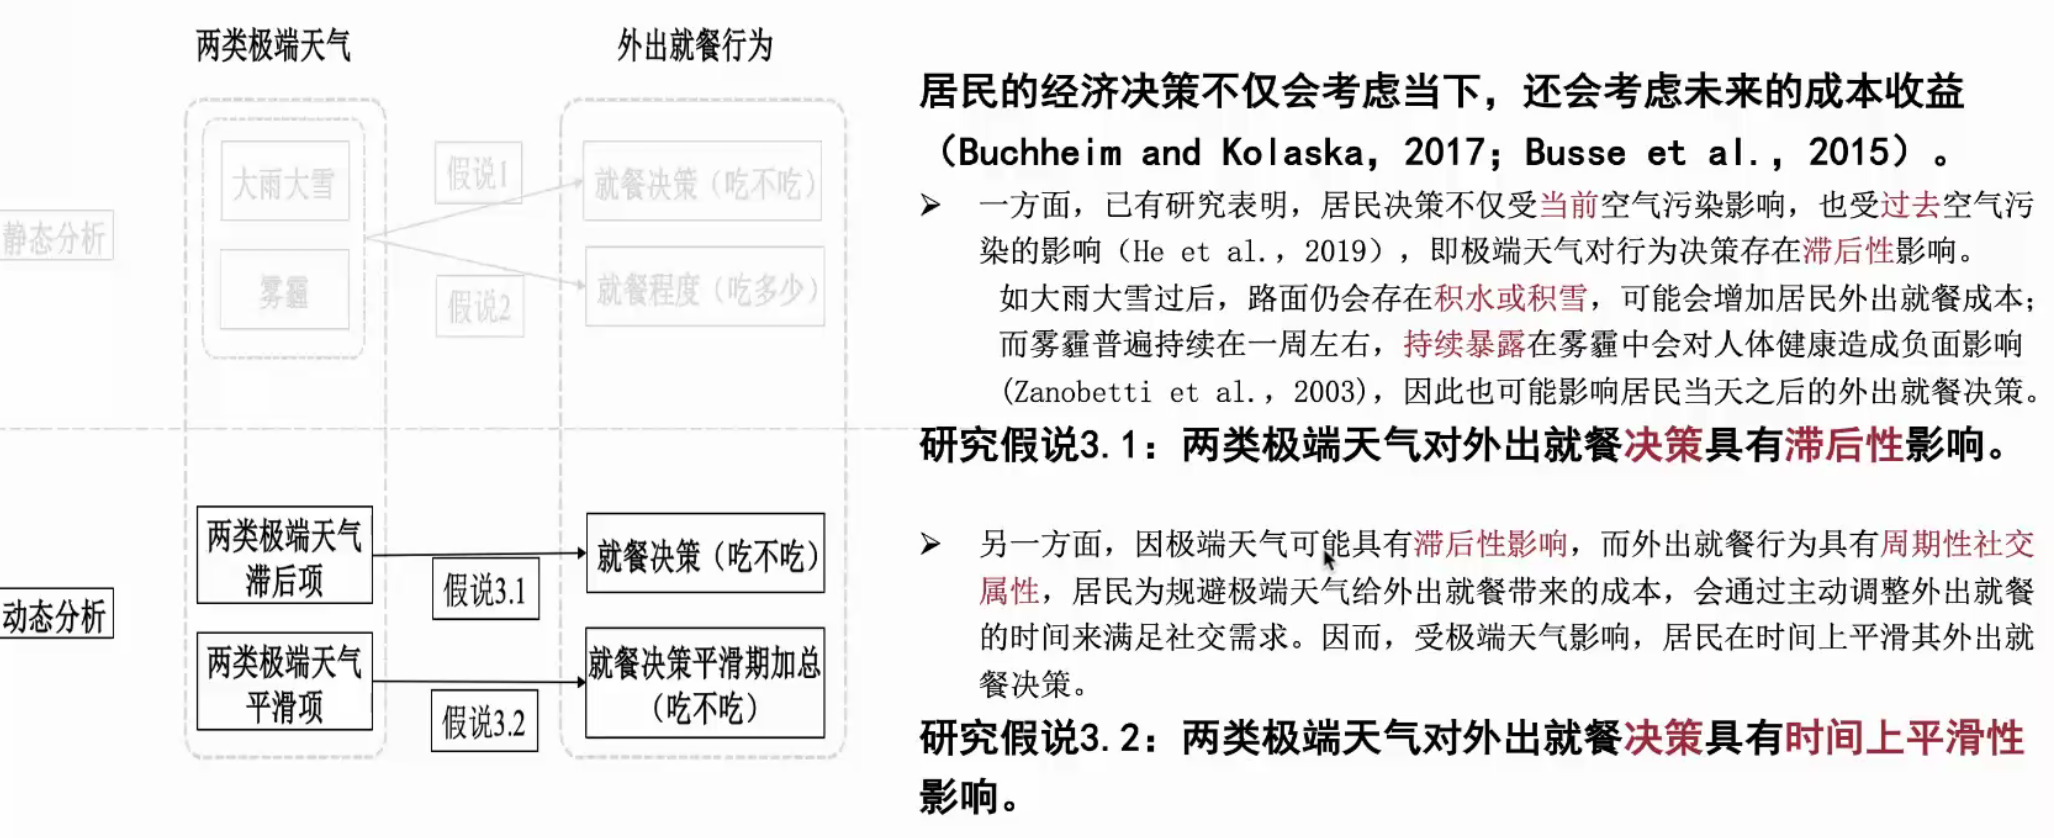 两类极端天气
外出就餐行为
大雨大雪
雾霾
假说1
假说2
就餐决策（吃不吃）
就餐程度（吃多少）
静态分析
两类极端天气
滞后项
假说3.1
就餐决策（吃不吃）
动态分析
两类极端天气
平滑项
假说3.2
就餐决策平滑期加总
（吃不吃）
居民的经济决策不仅会考虑当下，还会考虑未来的成本收益
（Buchheim and Kolaska，2017；Busse et al.，2015）。
➢ 一方面，已有研究表明，居民决策不仅受当前空气污染影响，也受过去空气污
染的影响（He et al.，2019），即极端天气对行为决策存在滞后性影响。
如大雨大雪过后，路面仍会存在积水或积雪，可能会增加居民外出就餐成本；
而雾霾普遍持续在一周左右，持续暴露在雾霾中会对人体健康造成负面影响
(Zanobetti et al.，2003)，因此也可能影响居民当天之后的外出就餐决策。
研究假说3.1：两类极端天气对外出就餐决策具有滞后性影响。
➢ 另一方面，因极端天气可能具有滞后性影响，而外出就餐行为具有周期性社交
属性，居民为规避极端天气给外出就餐带来的成本，会通过主动调整外出就餐
的时间来满足社交需求。因而，受极端天气影响，居民在时间上平滑其外出就
餐决策。
研究假说3.2：两类极端天气对外出就餐决策具有时间上平滑性
影响。